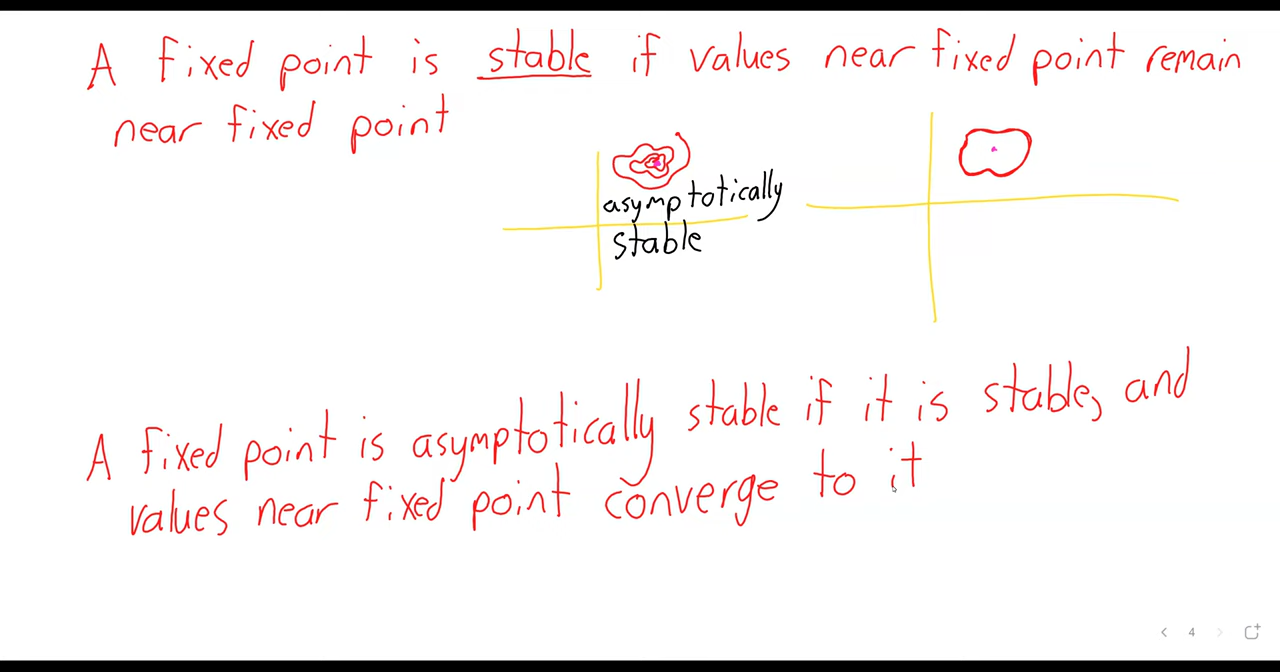 A fixed point is stable if values near fixed point remain
near fixed point
asymptotically
stable
A fixed point is asymptotically stable if it is stable, and
values near fixed point converge to it
4